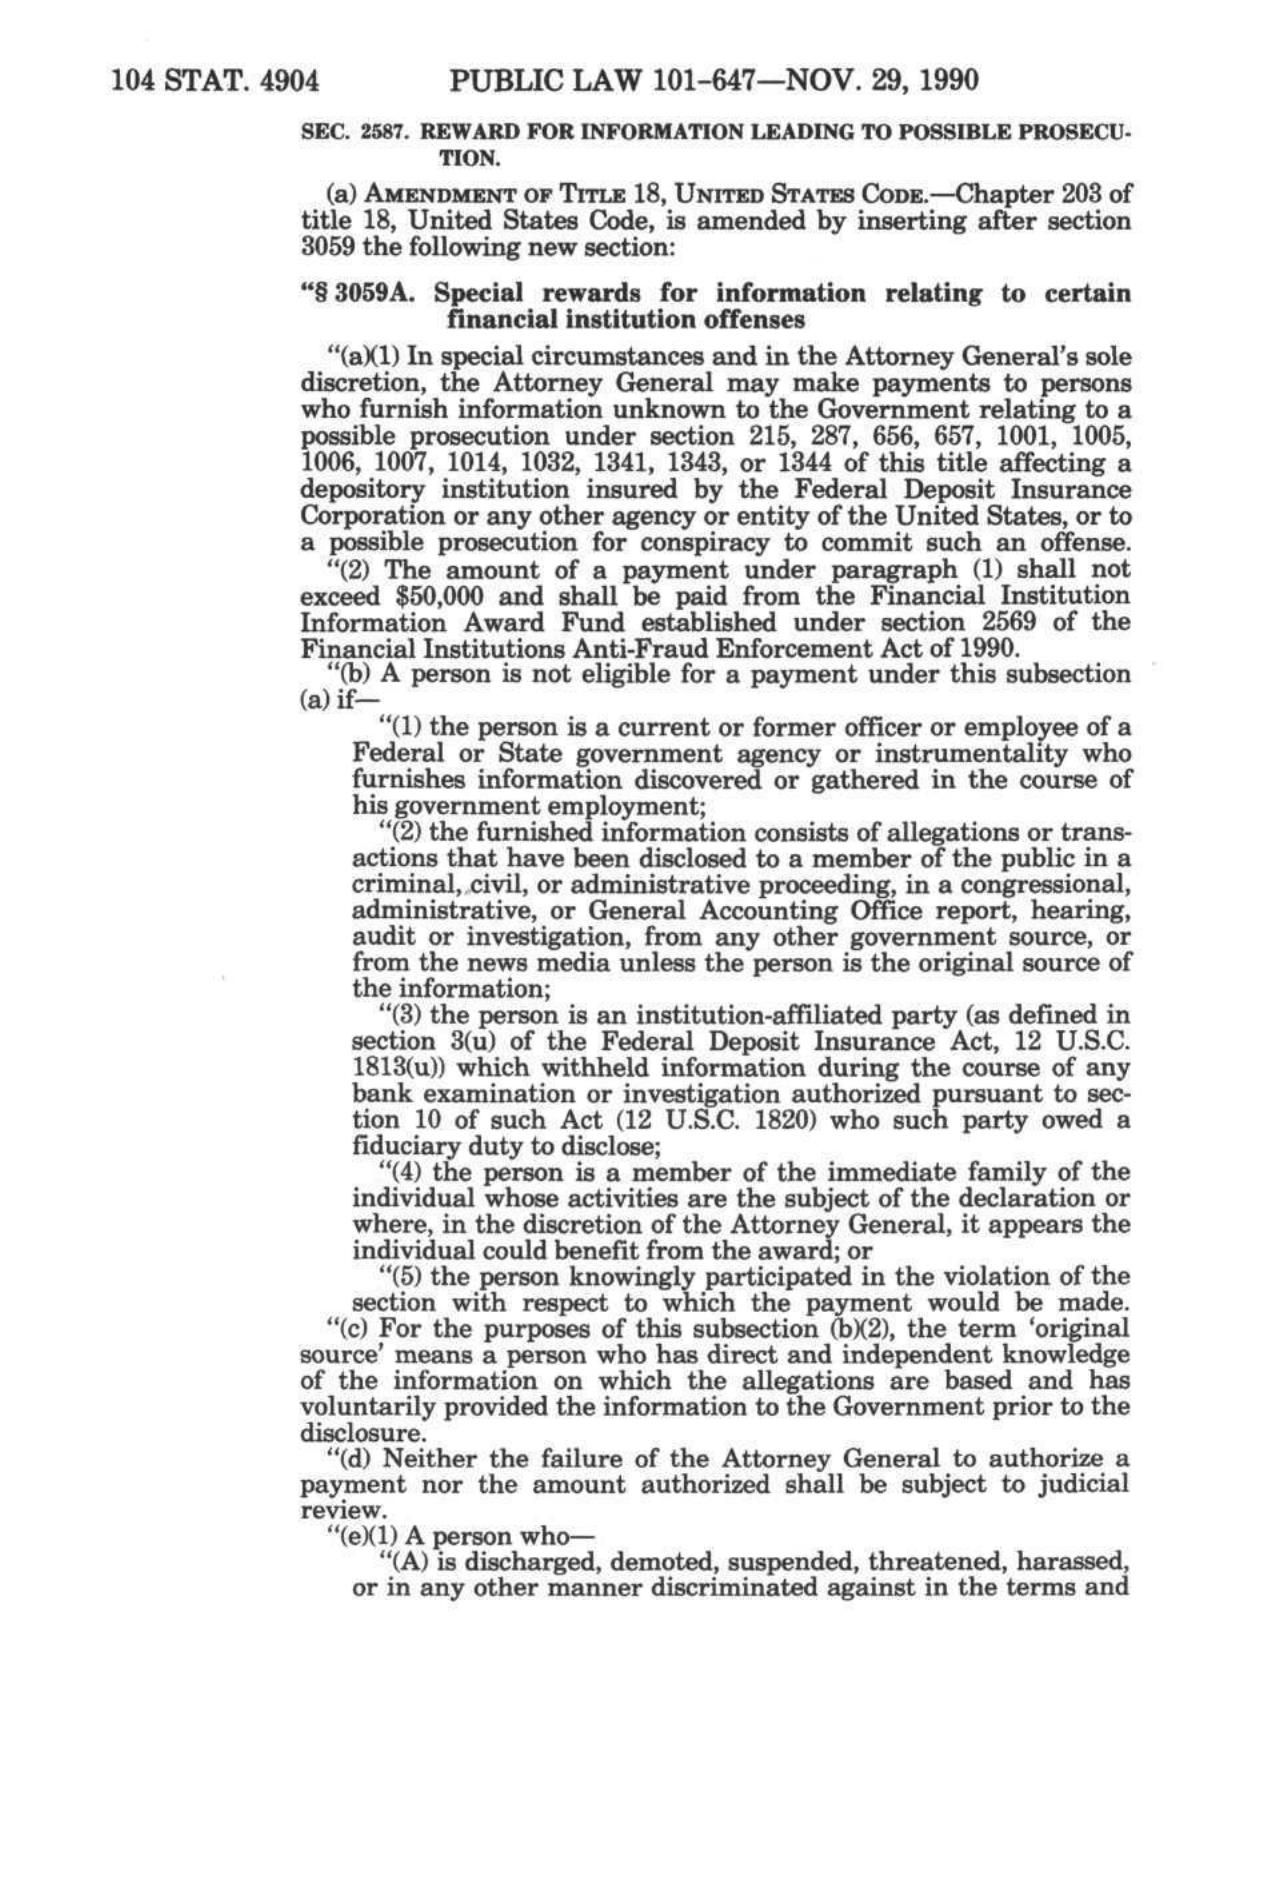 104 STAT. 4904 PUBLIC LAW 101-647—NOV. 29, 1990
SEC. 2587. REWARD FOR INFORMATION LEADING TO POSSIBLE PROSECU-
TION.
(a) AMENDMENT OF TITLE 18, UNITED STATES CODE.—Chapter 203 of
title 18, United States Code, is amended by inserting after section
3059 the following new section:
“§ 3059A. Special rewards for information relating to certain
financial institution offenses
“(a)(1) In special circumstances and in the Attorney General's sole
discretion, the Attorney General may make payments to persons
who furnish information unknown to the Government relating to a
possible prosecution under section 215, 287, 656, 657, 1001, 1005,
1006, 1007, 1014, 1032, 1341, 1343, or 1344 of this title affecting a
depository institution insured by the Federal Deposit Insurance
Corporation or any other agency or entity of the United States, or to
a possible prosecution for conspiracy to commit such an offense.
“(2) The amount of a payment under paragraph (1) shall not
exceed $50,000 and shall be paid from the Financial Institution
Information Award Fund established under section 2569 of the
Financial Institutions Anti-Fraud Enforcement Act of 1990.
“(b) A person is not eligible for a payment under this subsection
(a) if—
“(1) the person is a current or former officer or employee of a
Federal or State government agency or instrumentality who
furnishes information discovered or gathered in the course of
his government employment;
“(2) the furnished information consists of allegations or trans-
actions that have been disclosed to a member of the public in a
criminal, civil, or administrative proceeding, in a congressional,
administrative, or General Accounting Office report, hearing,
audit or investigation, from any other government source, or
from the news media unless the person is the original source of
the information;
“(3) the person is an institution-affiliated party (as defined in
section 3(u) of the Federal Deposit Insurance Act, 12 U.S.C.
1813(u)) which withheld information during the course of any
bank examination or investigation authorized pursuant to sec-
tion 10 of such Act (12 U.S.C. 1820) who such party owed a
fiduciary duty to disclose;
“(4) the person is a member of the immediate family of the
individual whose activities are the subject of the declaration or
where, in the discretion of the Attorney General, it appears the
individual could benefit from the award; or
“(5) the person knowingly participated in the violation of the
section with respect to which the payment would be made.
“(c) For the purposes of this subsection (b)(2), the term ‘original
source’ means a person who has direct and independent knowledge
of the information on which the allegations are based and has
voluntarily provided the information to the Government prior to the
disclosure.
“(d) Neither the failure of the Attorney General to authorize a
payment nor the amount authorized shall be subject to judicial
review.
“(e)(1) A person who—
“(A) is discharged, demoted, suspended, threatened, harassed,
or in any other manner discriminated against in the terms and